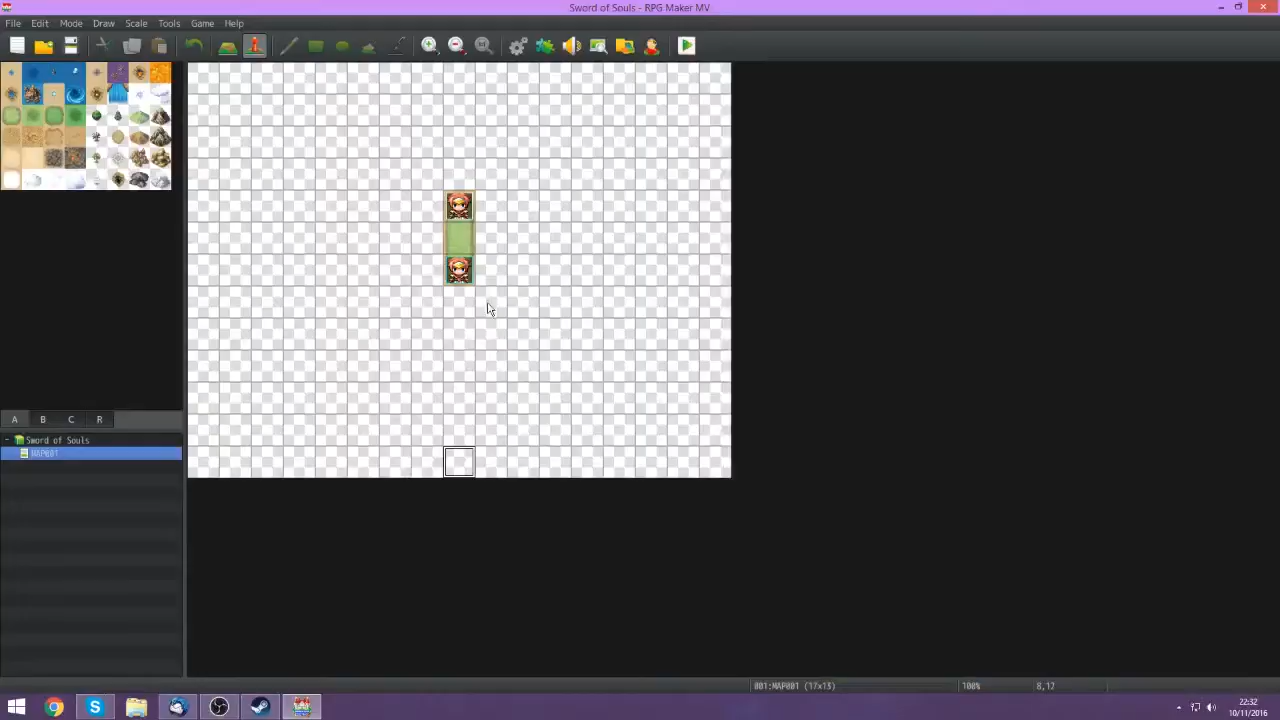 Sword of Souls - RPG Maker MV
File Edit Mode Draw Scale Tools Game Help
A B C R
Sword of Souls
MAP001
001:MAP001 (17x13) 100% 8,12
22:32
10/11/2016